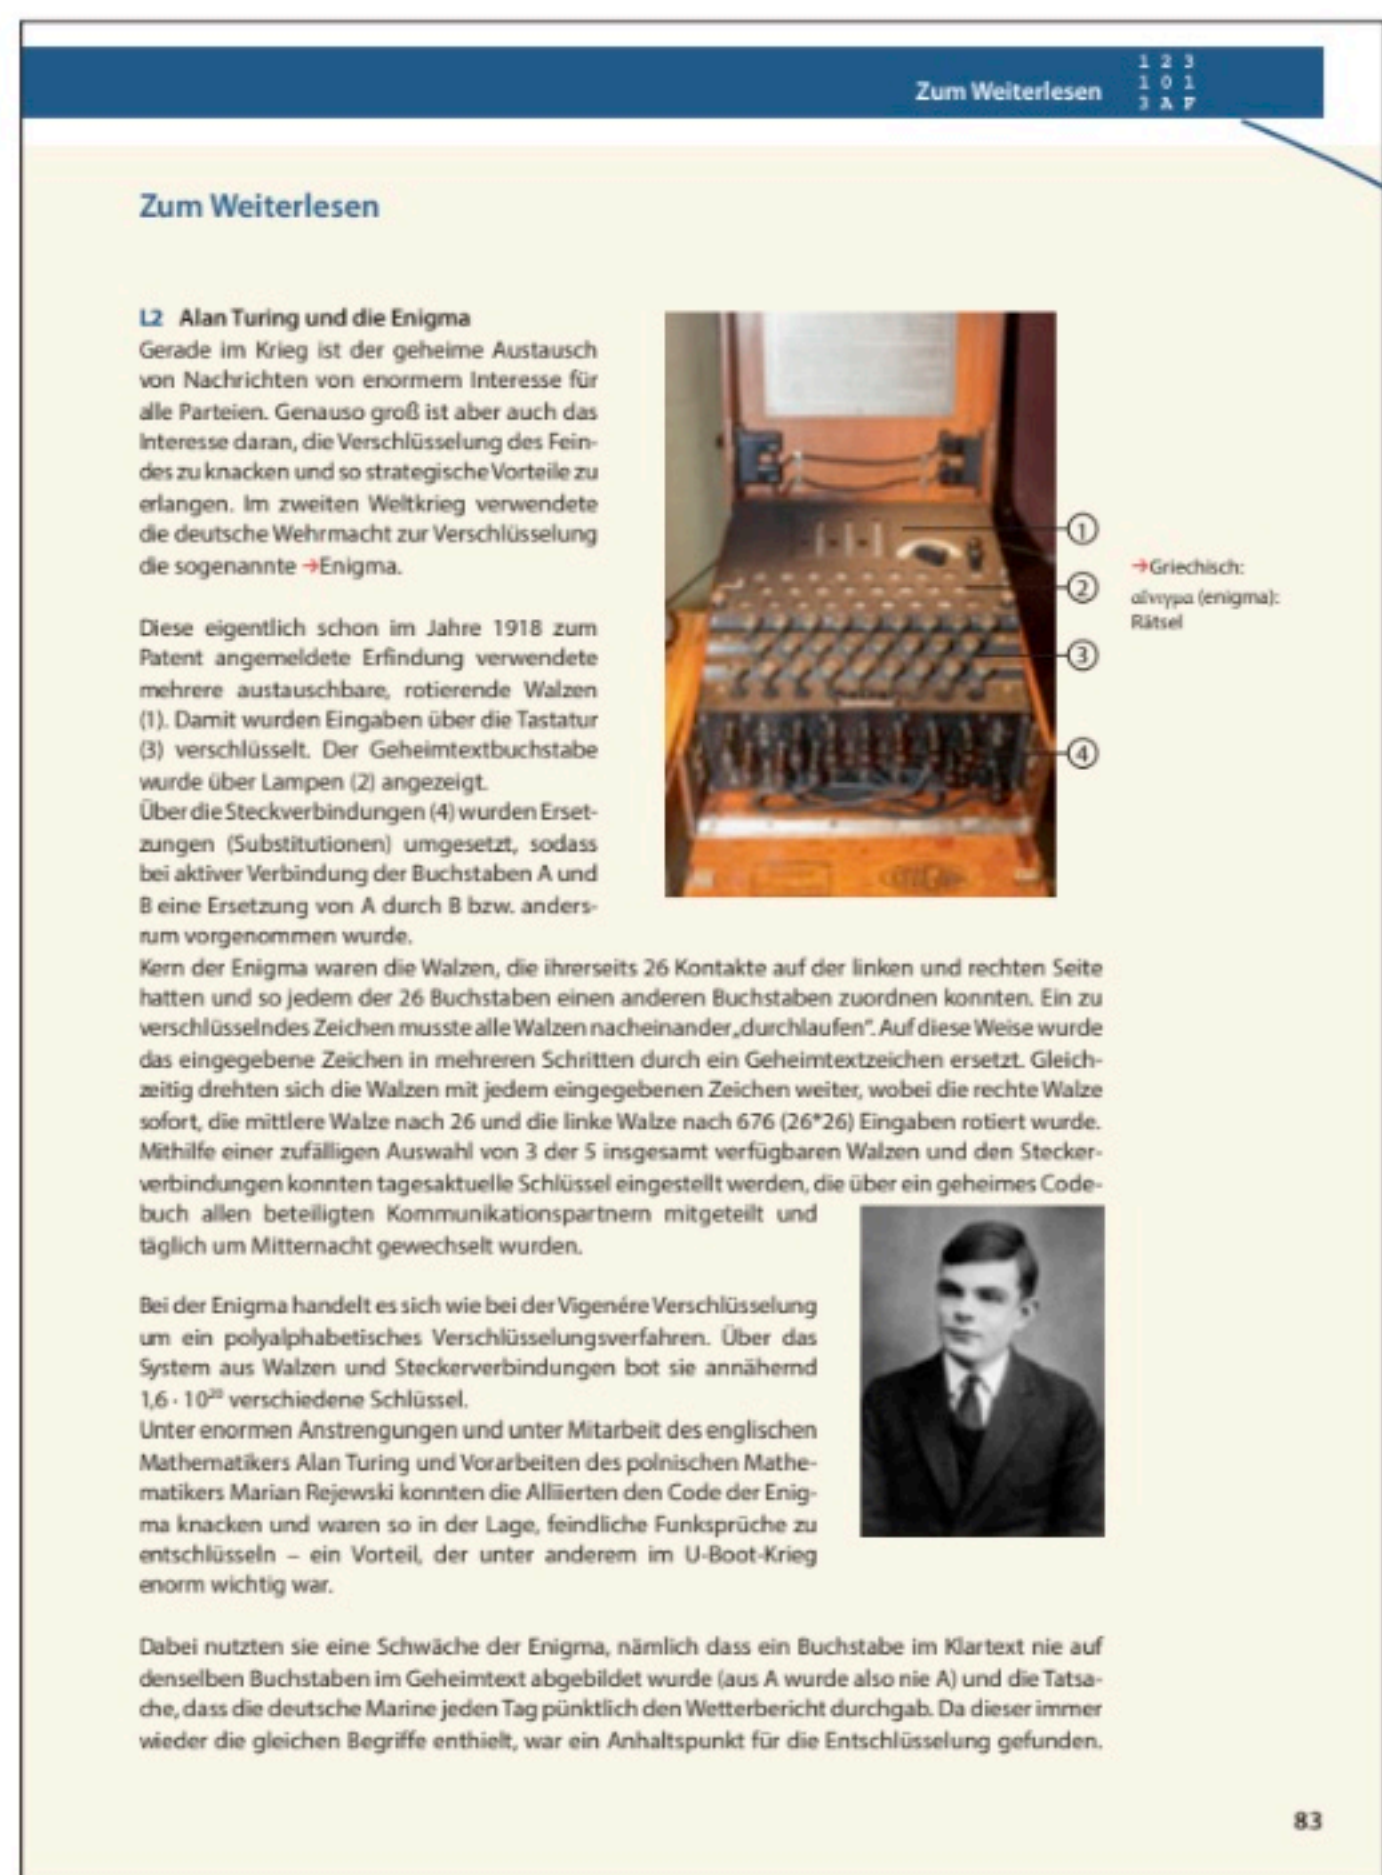 Zum Weiterlesen
1 2 3
1 0 1
3 A F
Zum Weiterlesen
L2 Alan Turing und die Enigma
Gerade im Krieg ist der geheime Austausch
von Nachrichten von enormem Interesse für
alle Parteien. Genauso groß ist aber auch das
Interesse daran, die Verschlüsselung des Fein-
des zu knacken und so strategische Vorteile zu
erlangen. Im zweiten Weltkrieg verwendete
die deutsche Wehrmacht zur Verschlüsselung
die sogenannte →Enigma.
Diese eigentlich schon im Jahre 1918 zum
Patent angemeldete Erfindung verwendete
mehrere austauschbare, rotierende Walzen
(1). Damit wurden Eingaben über die Tastatur
(3) verschlüsselt. Der Geheimtextbuchstabe
wurde über Lampen (2) angezeigt.
Über die Steckverbindungen (4) wurden Erset-
zungen (Substitutionen) umgesetzt, sodass
bei aktiver Verbindung der Buchstaben A und
B eine Ersetzung von A durch B bzw. anders-
rum vorgenommen wurde.
①
②
③
④
→Griechisch:
αἴνιγμα (enigma):
Rätsel
Kern der Enigma waren die Walzen, die ihrerseits 26 Kontakte auf der linken und rechten Seite
hatten und so jedem der 26 Buchstaben einen anderen Buchstaben zuordnen konnten. Ein zu
verschlüsselndes Zeichen musste alle Walzen nacheinander „durchlaufen“. Auf diese Weise wurde
das eingegebene Zeichen in mehreren Schritten durch ein Geheimtextzeichen ersetzt. Gleich-
zeitig drehten sich die Walzen mit jedem eingegebenen Zeichen weiter, wobei die rechte Walze
sofort, die mittlere Walze nach 26 und die linke Walze nach 676 (26*26) Eingaben rotiert wurde.
Mithilfe einer zufälligen Auswahl von 3 der 5 insgesamt verfügbaren Walzen und den Stecker-
verbindungen konnten tagesaktuelle Schlüssel eingestellt werden, die über ein geheimes Code-
buch allen beteiligten Kommunikationspartnern mitgeteilt und
täglich um Mitternacht gewechselt wurden.
Bei der Enigma handelt es sich wie bei der Vigenére Verschlüsselung
um ein polyalphabetisches Verschlüsselungsverfahren. Über das
System aus Walzen und Steckerverbindungen bot sie annähernd
1,6 · 10²⁰ verschiedene Schlüssel.
Unter enormen Anstrengungen und unter Mitarbeit des englischen
Mathematikers Alan Turing und Vorarbeiten des polnischen Mathe-
matikers Marian Rejewski konnten die Alliierten den Code der Enig-
ma knacken und waren so in der Lage, feindliche Funksprüche zu
entschlüsseln – ein Vorteil, der unter anderem im U-Boot-Krieg
enorm wichtig war.
Dabei nutzten sie eine Schwäche der Enigma, nämlich dass ein Buchstabe im Klartext nie auf
denselben Buchstaben im Geheimtext abgebildet wurde (aus A wurde also nie A) und die Tatsa-
che, dass die deutsche Marine jeden Tag pünktlich den Wetterbericht durchgab. Da dieser immer
wieder die gleichen Begriffe enthielt, war ein Anhaltspunkt für die Entschlüsselung gefunden.
83